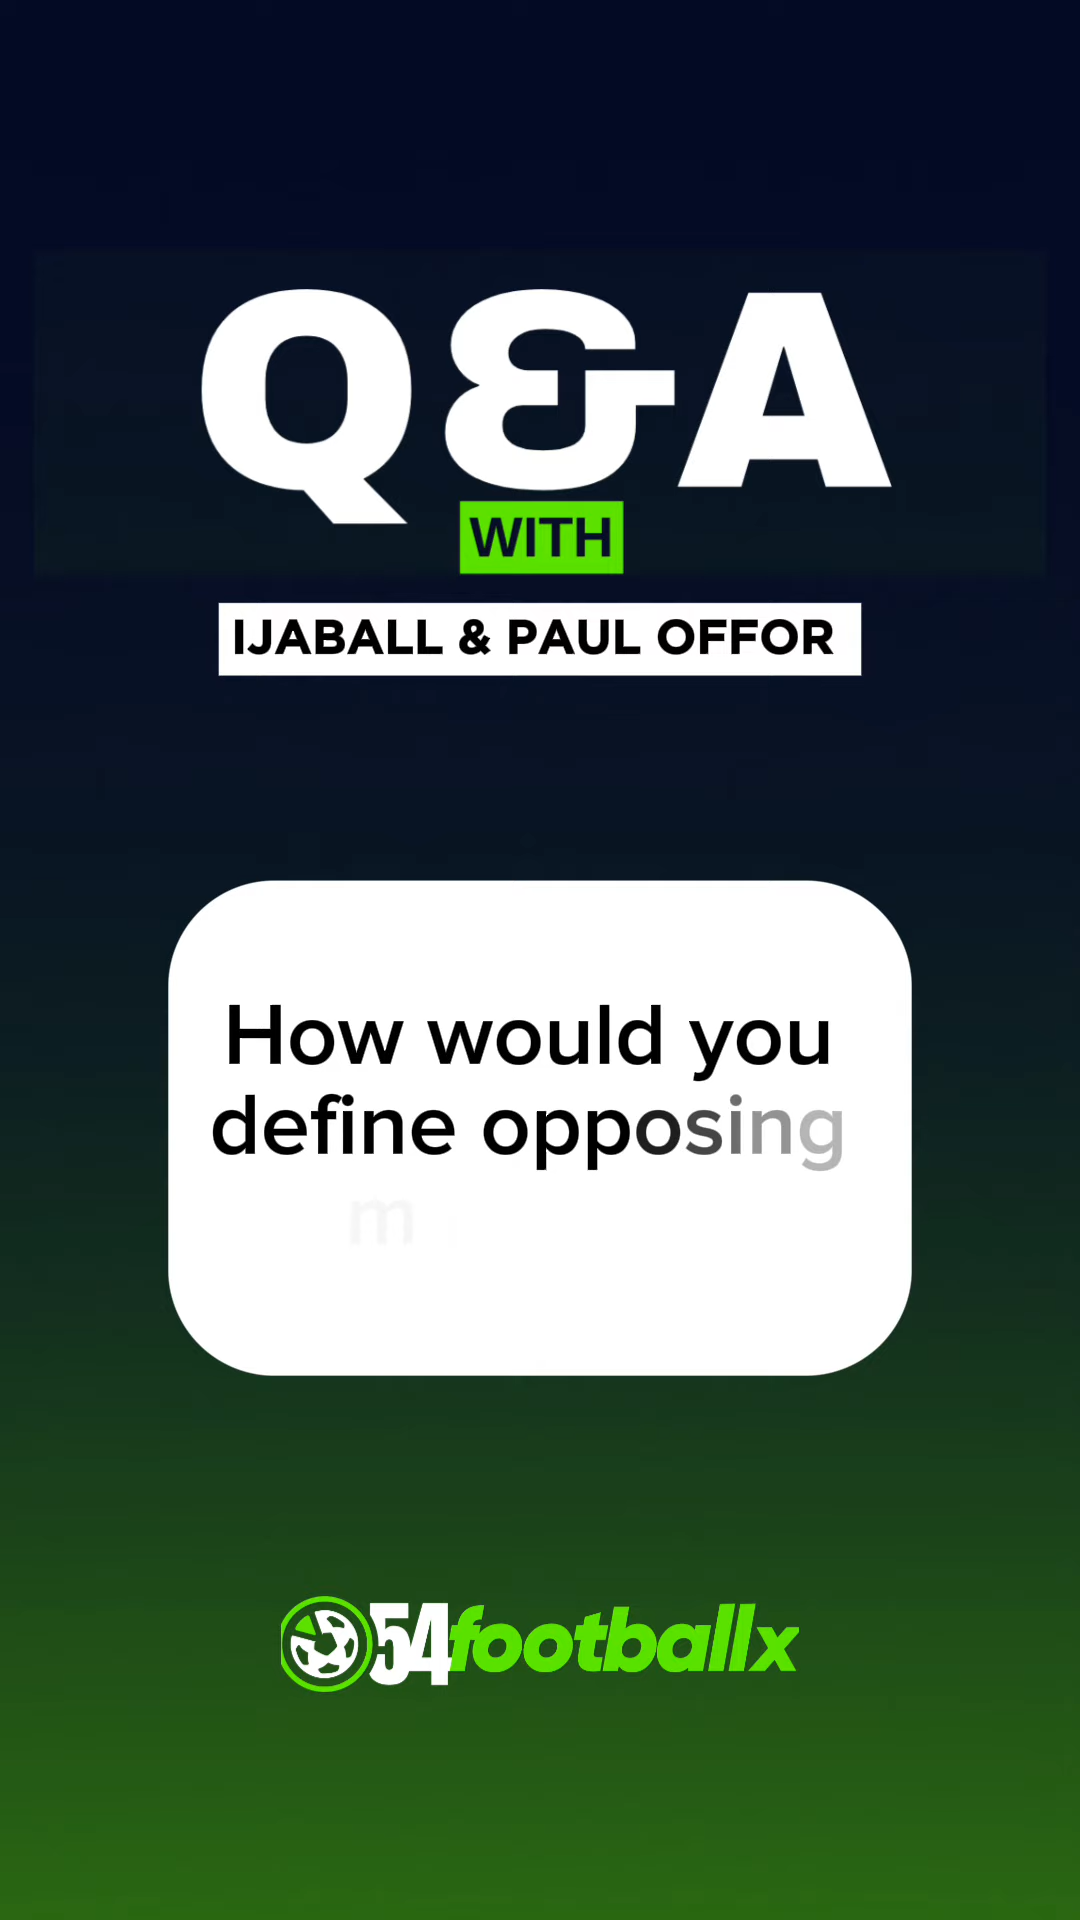 Q&A
WITH
IJABALL & PAUL OFFOR
How would you
define opposing
m
54footballx